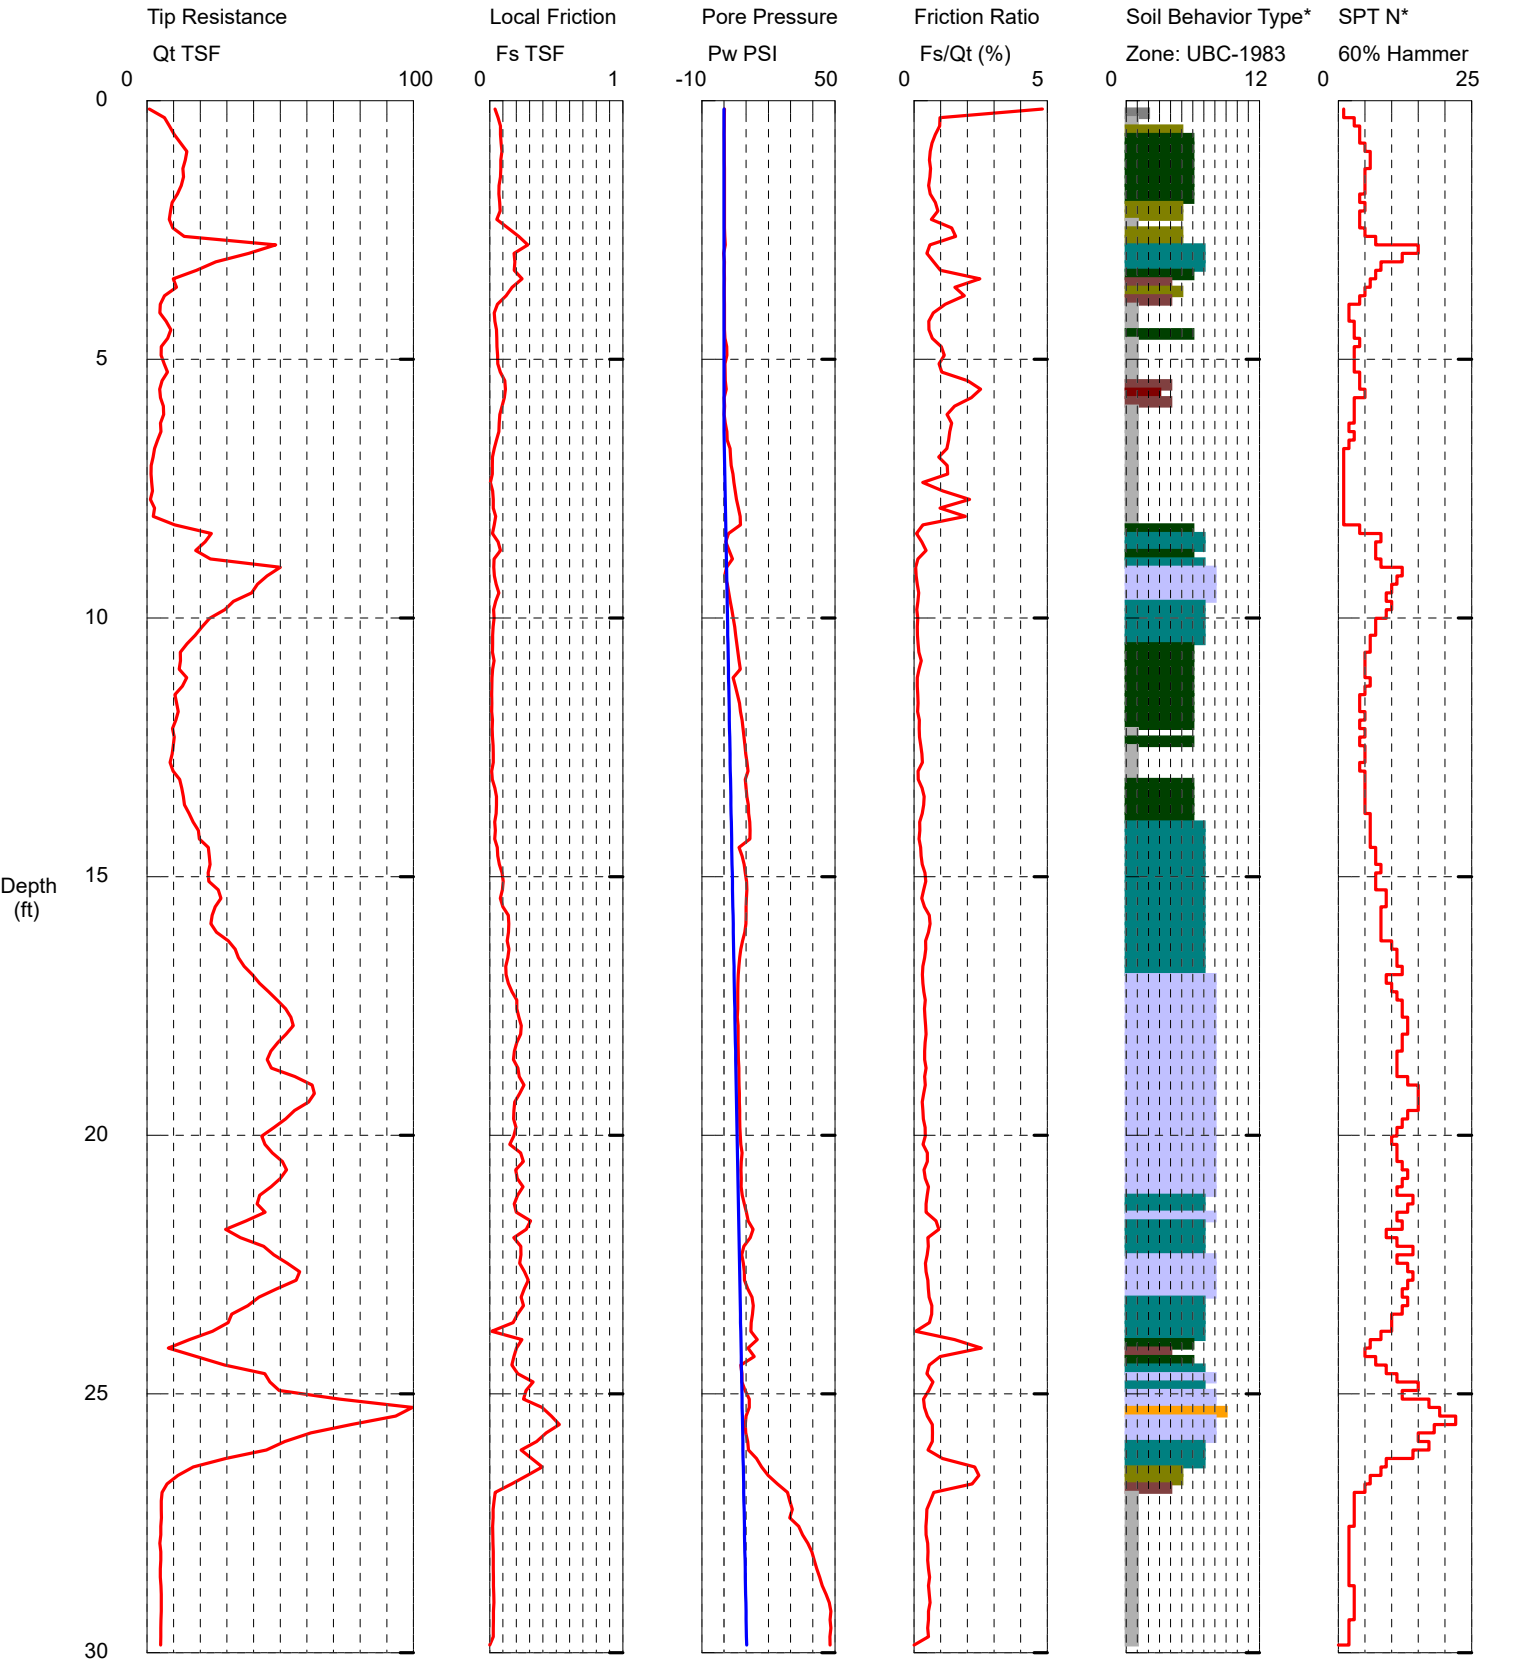 Tip Resistance
Local Friction
Pore Pressure
Friction Ratio
Soil Behavior Type*
SPT N*
Qt TSF
Fs TSF
Pw PSI
Fs/Qt (%)
Zone: UBC-1983
60% Hammer
0 100
0 1
-10 50
0 5
0 12
0 25
0
5
10
15
Depth
(ft)
20
25
30